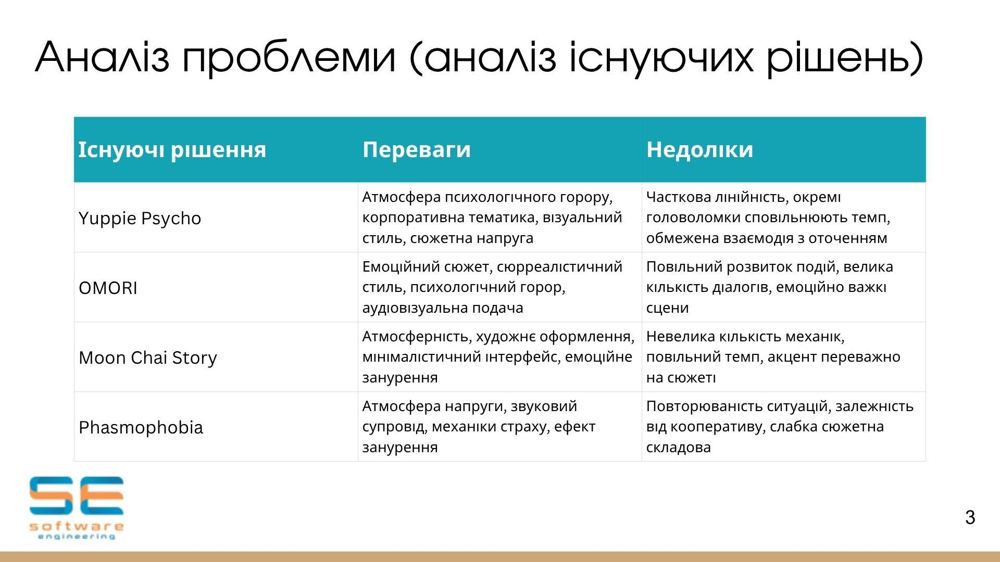 Аналіз проблеми (аналіз існуючих рішень)
Існуючі рішення
Переваги
Недоліки
Yuppie Psycho
Атмосфера психологічного горору,
корпоративна тематика, візуальний
стиль, сюжетна напруга
Часткова лінійність, окремі
головоломки сповільнюють темп,
обмежена взаємодія з оточенням
OMORI
Емоційний сюжет, сюрреалістичний
стиль, психологічний горор,
аудіовізуальна подача
Повільний розвиток подій, велика
кількість діалогів, емоційно важкі
сцени
Moon Chai Story
Атмосферність, художнє оформлення,
мінімалістичний інтерфейс, емоційне
занурення
Невелика кількість механік,
повільний темп, акцент переважно
на сюжеті
Phasmophobia
Атмосфера напруги, звуковий
супровід, механіки страху, ефект
занурення
Повторюваність ситуацій, залежність
від кооперативу, слабка сюжетна
складова
SE
software
engineering
3